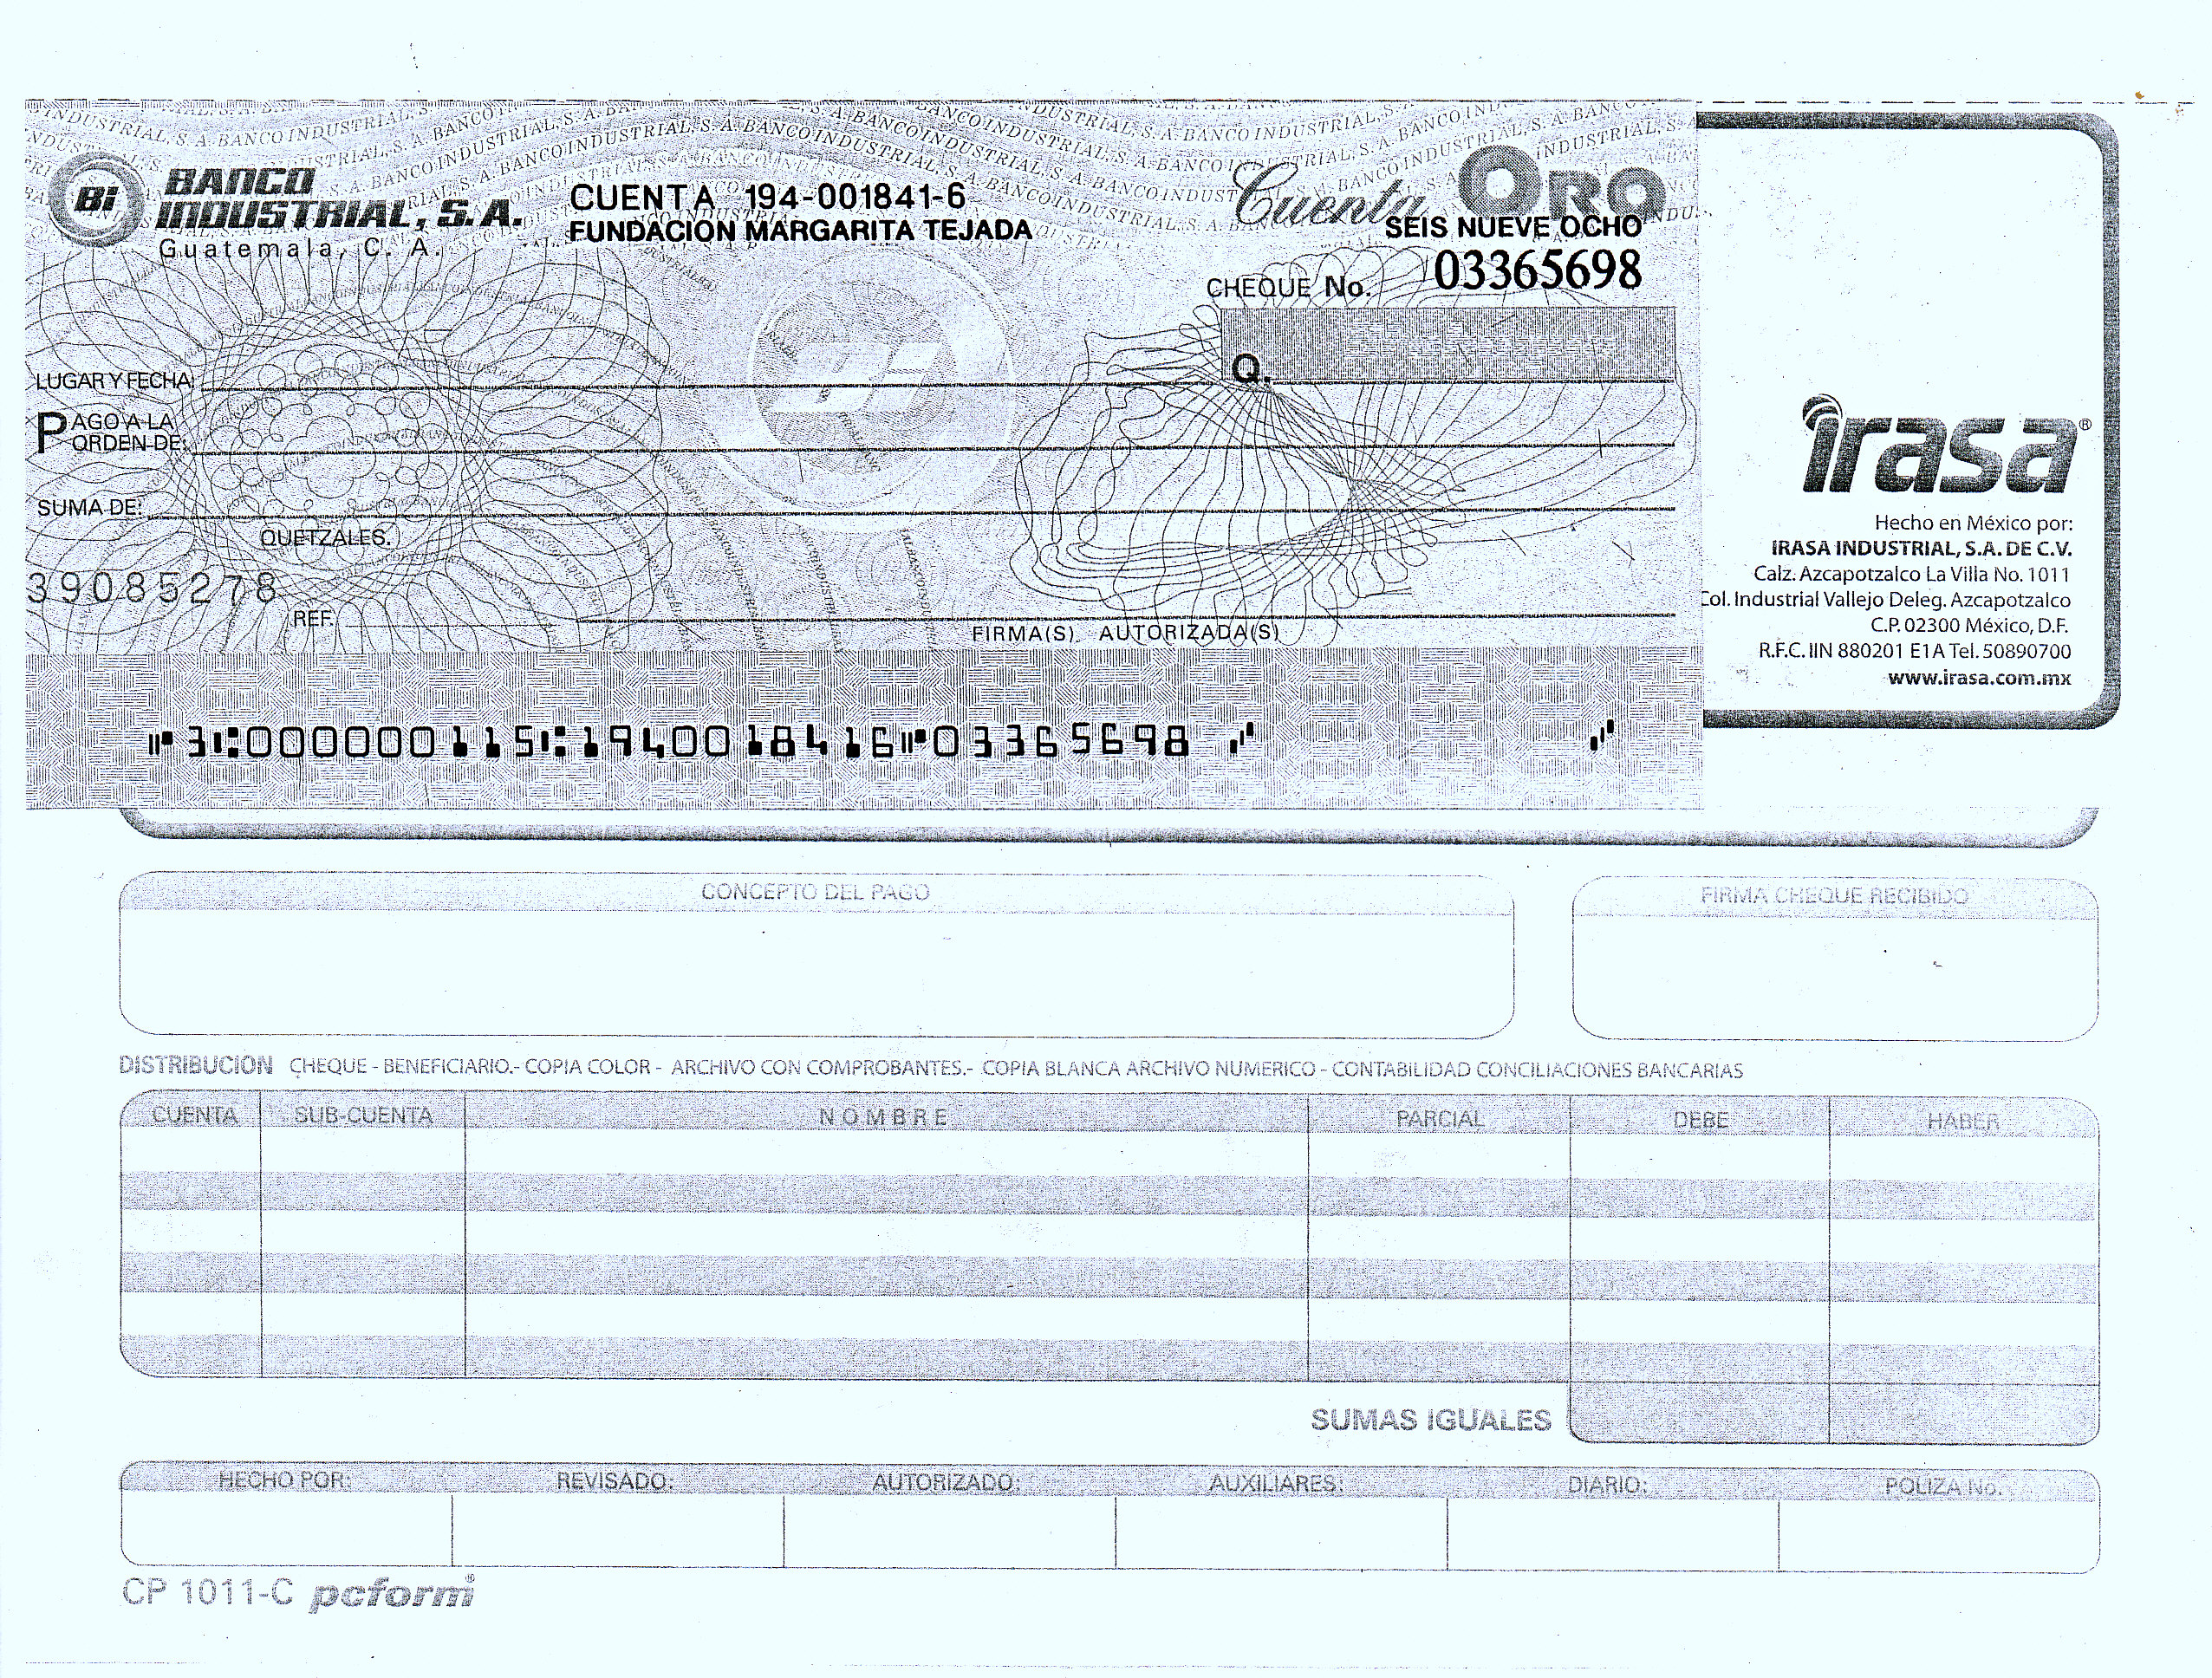 Bi BANCO INDUSTRIAL, S.A.
Guatemala, C. A.
CUENTA 194-001841-6
FUNDACION MARGARITA TEJADA
Cuenta ORO
SEIS NUEVE OCHO
CHEQUE No. 03365698
Q.
LUGAR Y FECHA:
PAGO A LA ORDEN DE:
SUMA DE:
QUETZALES.
39085278
REF.
FIRMA(S) AUTORIZADA(S)
⑈3⑆000000115⑆1940018416⑈03365698⑇ ⑇
irasa®
Hecho en México por:
IRASA INDUSTRIAL, S.A. DE C.V.
Calz. Azcapotzalco La Villa No. 1011
Col. Industrial Vallejo Deleg. Azcapotzalco
C.P. 02300 México, D.F.
R.F.C. IIN 880201 E1A Tel. 50890700
www.irasa.com.mx
CONCEPTO DEL PAGO
FIRMA CHEQUE RECIBIDO
DISTRIBUCION CHEQUE - BENEFICIARIO.- COPIA COLOR - ARCHIVO CON COMPROBANTES.- COPIA BLANCA ARCHIVO NUMERICO - CONTABILIDAD CONCILIACIONES BANCARIAS
CUENTA SUB-CUENTA NOMBRE PARCIAL DEBE HABER
SUMAS IGUALES
HECHO POR: REVISADO: AUTORIZADO: AUXILIARES: DIARIO: POLIZA No.
CP 1011-C pcform®